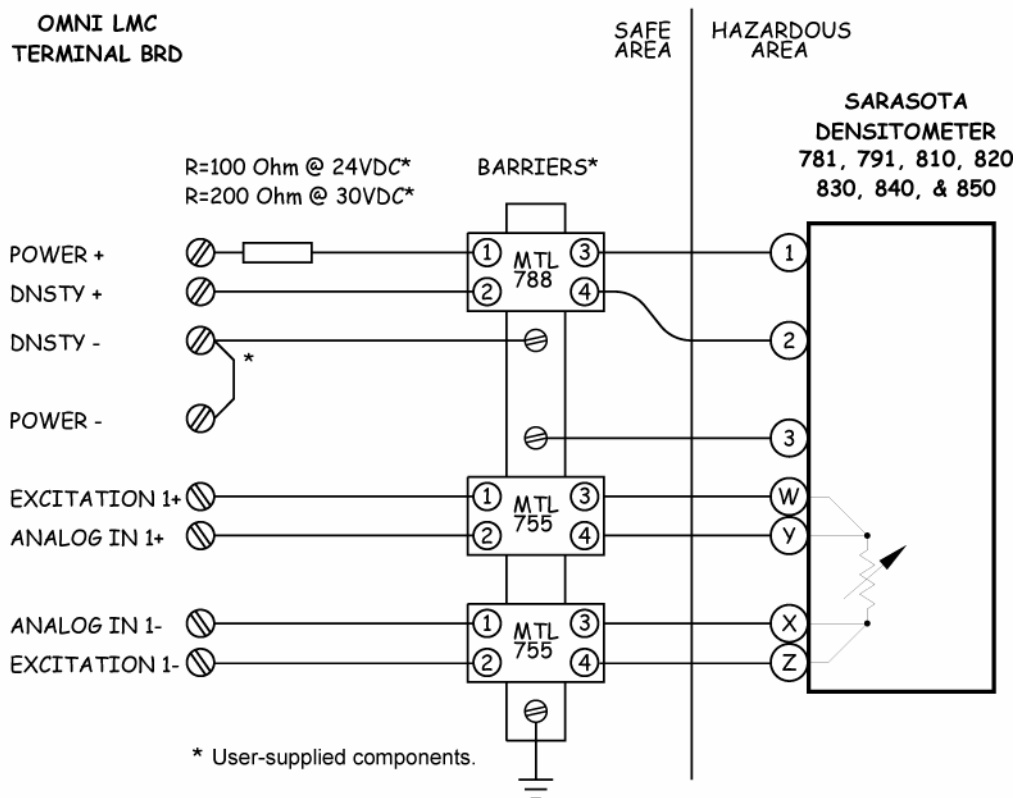 OMNI LMC
TERMINAL BRD
SAFE
AREA
HAZARDOUS
AREA
SARASOTA
DENSITOMETER
781, 791, 810, 820
830, 840, & 850
R=100 Ohm @ 24VDC*
R=200 Ohm @ 30VDC*
BARRIERS*
POWER +
1
MTL
788
3
1
DNSTY +
2
4
DNSTY -
*
2
POWER -
3
EXCITATION 1+
1
MTL
755
3
W
ANALOG IN 1+
2
4
Y
ANALOG IN 1-
1
MTL
755
3
X
EXCITATION 1-
2
4
Z
* User-supplied components.